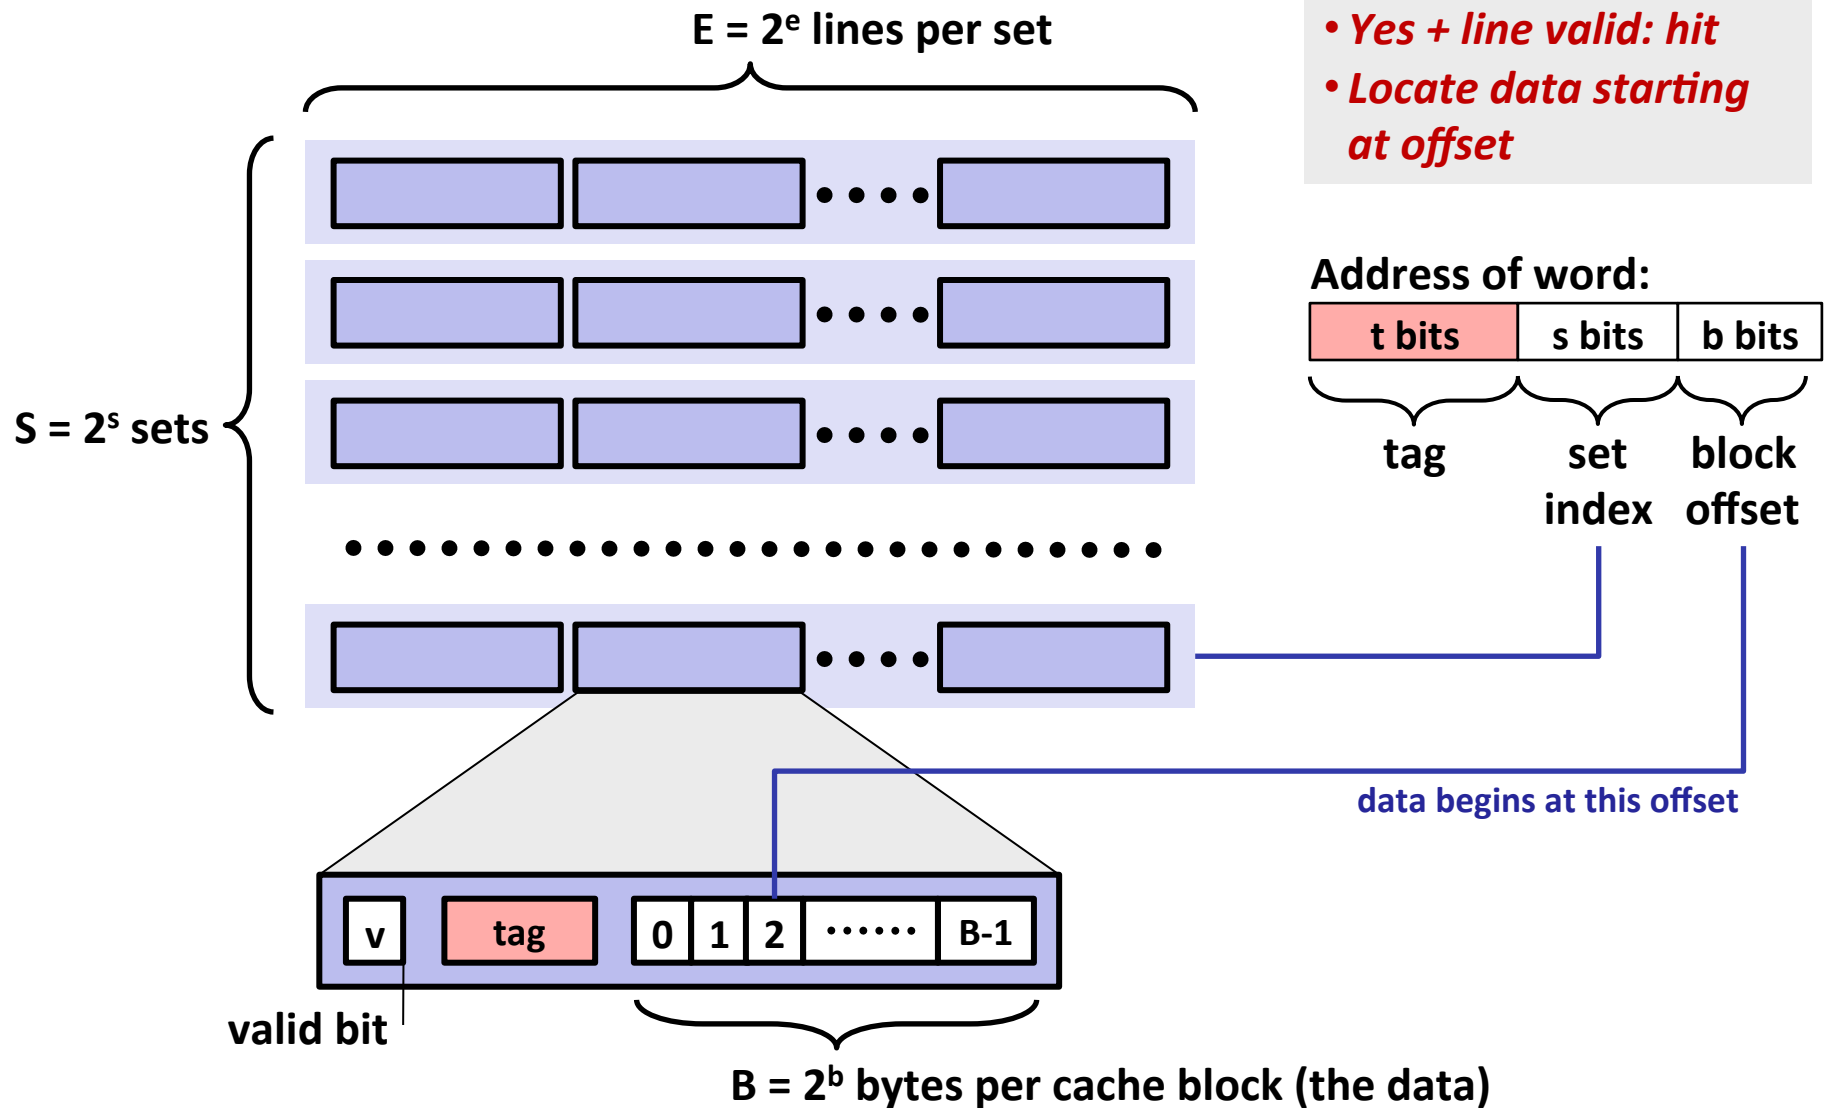 E = 2ᵉ lines per set
• Yes + line valid: hit
• Locate data starting
at offset
Address of word:
t bits s bits b bits
S = 2ˢ sets
tag set block
index offset
data begins at this offset
v tag 0 1 2 •••••• B-1
valid bit
B = 2ᵇ bytes per cache block (the data)